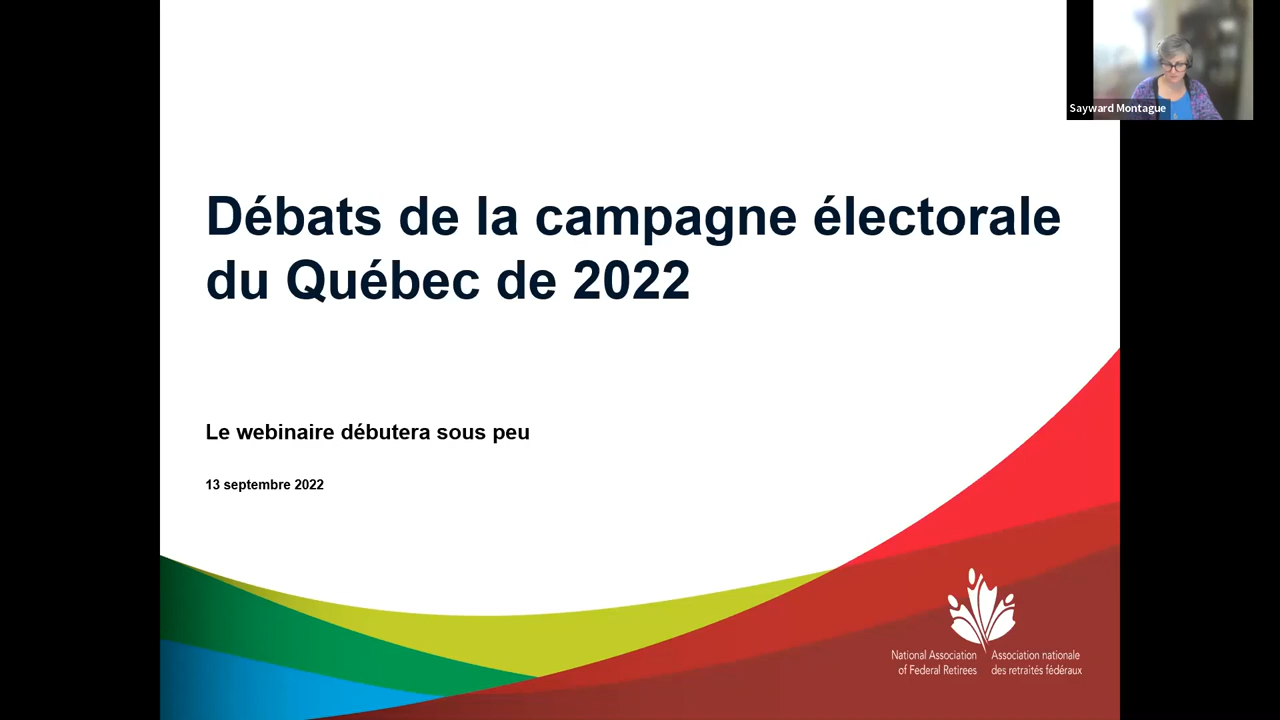 Sayward Montague
Débats de la campagne électorale
du Québec de 2022
Le webinaire débutera sous peu
13 septembre 2022
National Association
of Federal Retirees
Association nationale
des retraités fédéraux